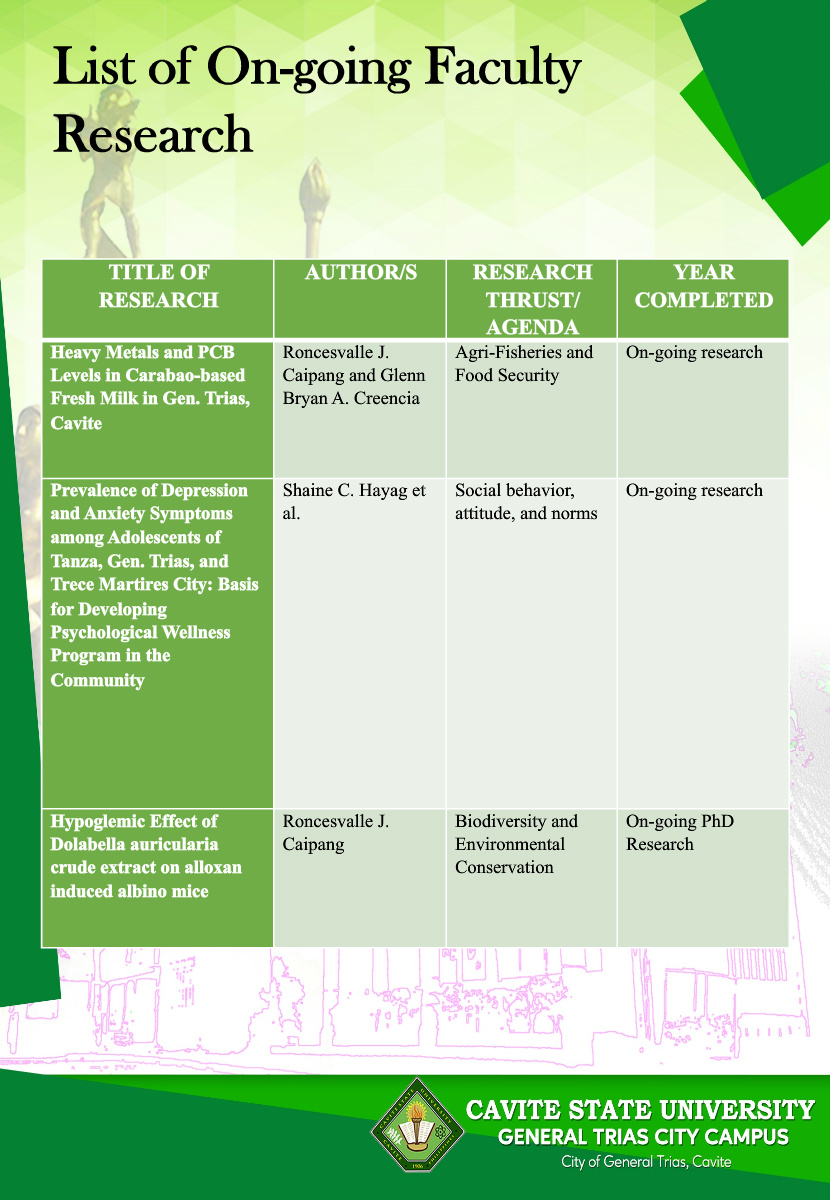 List of On-going Faculty
Research
TITLE OF
RESEARCH
AUTHOR/S
RESEARCH
THRUST/
AGENDA
YEAR
COMPLETED
Heavy Metals and PCB
Levels in Carabao-based
Fresh Milk in Gen. Trias,
Cavite
Roncesvalle J.
Caipang and Glenn
Bryan A. Creencia
Agri-Fisheries and
Food Security
On-going research
Prevalence of Depression
and Anxiety Symptoms
among Adolescents of
Tanza, Gen. Trias, and
Trece Martires City: Basis
for Developing
Psychological Wellness
Program in the
Community
Shaine C. Hayag et
al.
Social behavior,
attitude, and norms
On-going research
Hypoglemic Effect of
Dolabella auricularia
crude extract on alloxan
induced albino mice
Roncesvalle J.
Caipang
Biodiversity and
Environmental
Conservation
On-going PhD
Research
CAVITE STATE UNIVERSITY
GENERAL TRIAS CITY CAMPUS
City of General Trias, Cavite
1906